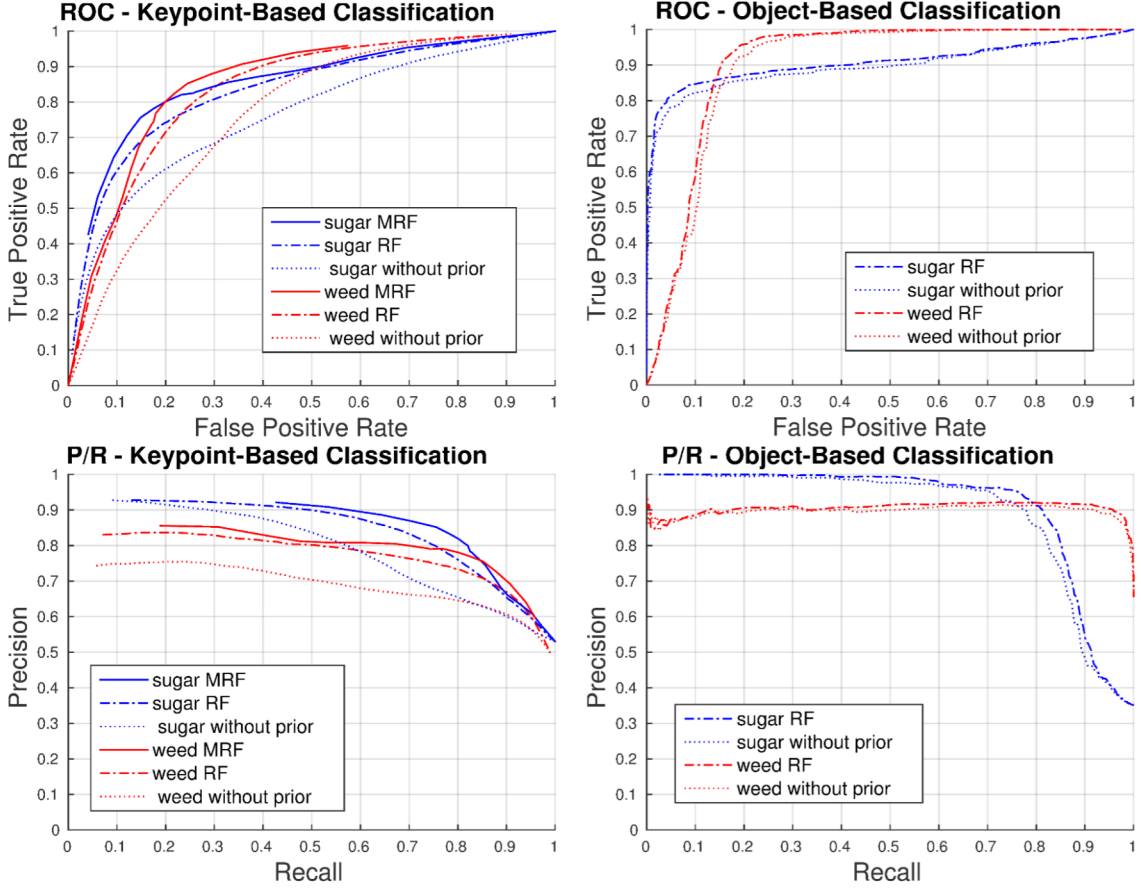 ROC - Keypoint-Based Classification
1
0.9
0.8
0.7
0.6
0.5
0.4
0.3
0.2
0.1
0
True Positive Rate
sugar MRF
sugar RF
sugar without prior
weed MRF
weed RF
weed without prior
0 0.1 0.2 0.3 0.4 0.5 0.6 0.7 0.8 0.9 1
False Positive Rate
ROC - Object-Based Classification
1
0.9
0.8
0.7
0.6
0.5
0.4
0.3
0.2
0.1
0
True Positive Rate
sugar RF
sugar without prior
weed RF
weed without prior
0 0.1 0.2 0.3 0.4 0.5 0.6 0.7 0.8 0.9 1
False Positive Rate
P/R - Keypoint-Based Classification
1
0.9
0.8
0.7
0.6
0.5
0.4
0.3
0.2
0.1
0
Precision
sugar MRF
sugar RF
sugar without prior
weed MRF
weed RF
weed without prior
0 0.1 0.2 0.3 0.4 0.5 0.6 0.7 0.8 0.9 1
Recall
P/R - Object-Based Classification
1
0.9
0.8
0.7
0.6
0.5
0.4
0.3
0.2
0.1
0
Precision
sugar RF
sugar without prior
weed RF
weed without prior
0 0.1 0.2 0.3 0.4 0.5 0.6 0.7 0.8 0.9 1
Recall